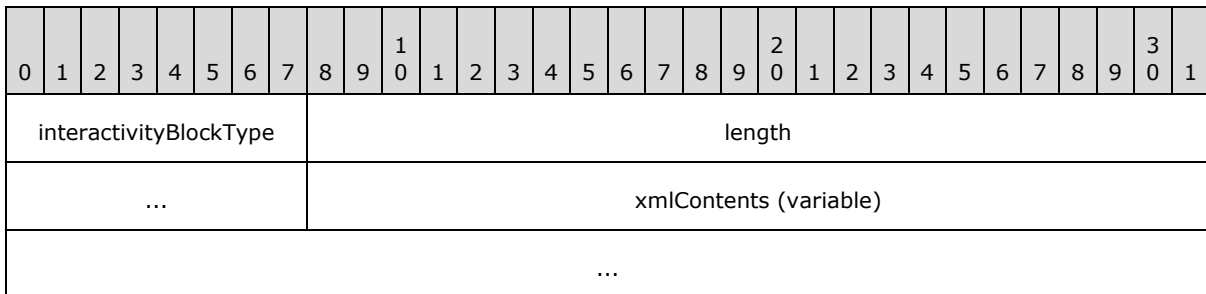 1 2 3
0 1 2 3 4 5 6 7 8 9 0 1 2 3 4 5 6 7 8 9 0 1 2 3 4 5 6 7 8 9 0 1
interactivityBlockType length
... xmlContents (variable)
...